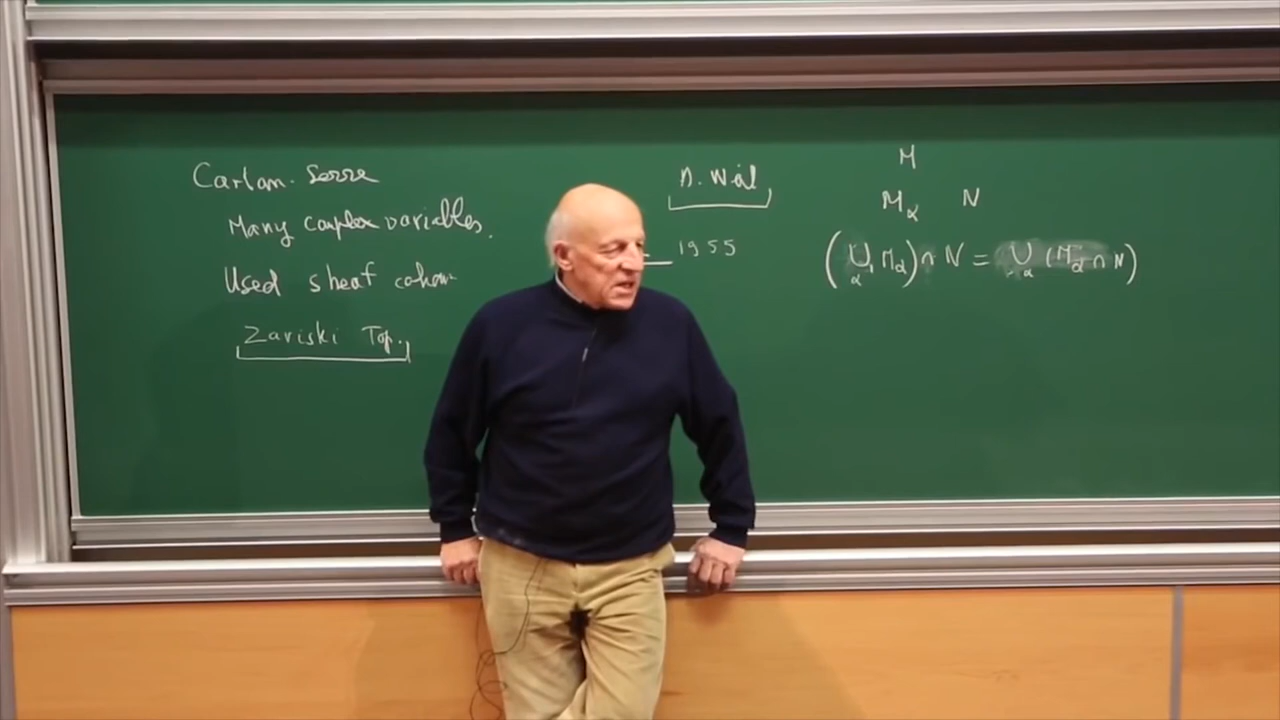 Cartan-Serre
Many complex variables.
Used sheaf cohom
Zariski Top.
A. Weil
1955
M
M_α N
(∪_α M_α) ∩ N = ∪_α (M_α ∩ N)